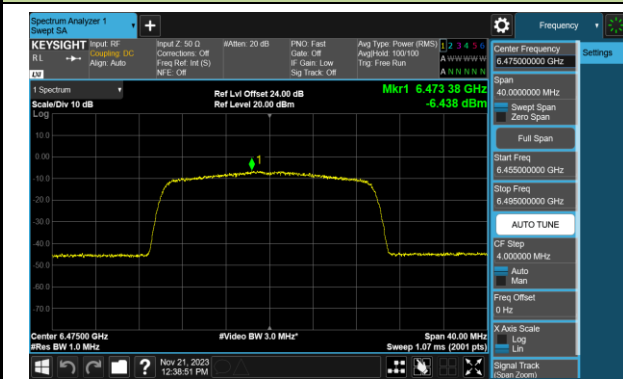 Spectrum Analyzer 1
Swept SA
+
Frequency
KEYSIGHT
RL
Input: RF
Coupling: DC
Align: Auto
Input Z: 50 Ω
Corrections: Off
Freq Ref: Int (S)
NFE: Off
#Atten: 20 dB
PNO: Fast
Gate: Off
IF Gain: Low
Sig Track: Off
Avg Type: Power (RMS)
Avg|Hold: 100/100
Trig: Free Run
1 2 3 4 5 6
A W W W W W
A N N N N N
LNI
1 Spectrum
Scale/Div 10 dB
Log
Ref Lvl Offset 24.00 dB
Ref Level 20.00 dBm
Mkr1 6.473 38 GHz
-6.438 dBm
10.0
0.00
-10.0
-20.0
-30.0
-40.0
-50.0
-60.0
-70.0
1
Center 6.47500 GHz
#Res BW 1.0 MHz
#Video BW 3.0 MHz*
Span 40.00 MHz
Sweep 1.07 ms (2001 pts)
Center Frequency
6.475000000 GHz
Span
40.0000000 MHz
Swept Span
Zero Span
Full Span
Start Freq
6.455000000 GHz
Stop Freq
6.495000000 GHz
AUTO TUNE
CF Step
4.000000 MHz
Auto
Man
Freq Offset
0 Hz
X Axis Scale
Log
Lin
Signal Track
(Span Zoom)
Settings
?
Nov 21, 2023
12:38:51 PM